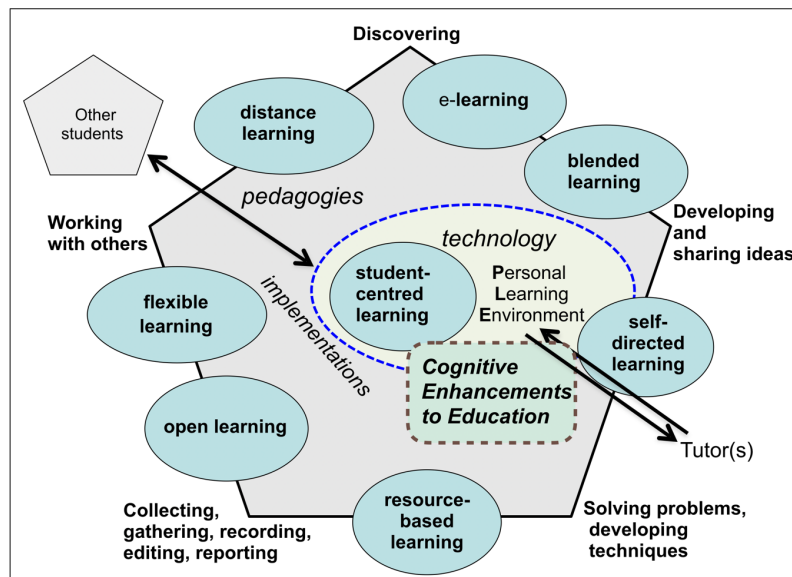 Discovering
Other
students
distance
learning
e-learning
blended
learning
pedagogies
Working
with others
Developing
and
sharing ideas
technology
student-
centred
learning
Personal
Learning
Environment
implementations
flexible
learning
self-
directed
learning
Cognitive
Enhancements
to Education
open learning
Tutor(s)
Collecting,
gathering, recording,
editing, reporting
resource-
based
learning
Solving problems,
developing
techniques